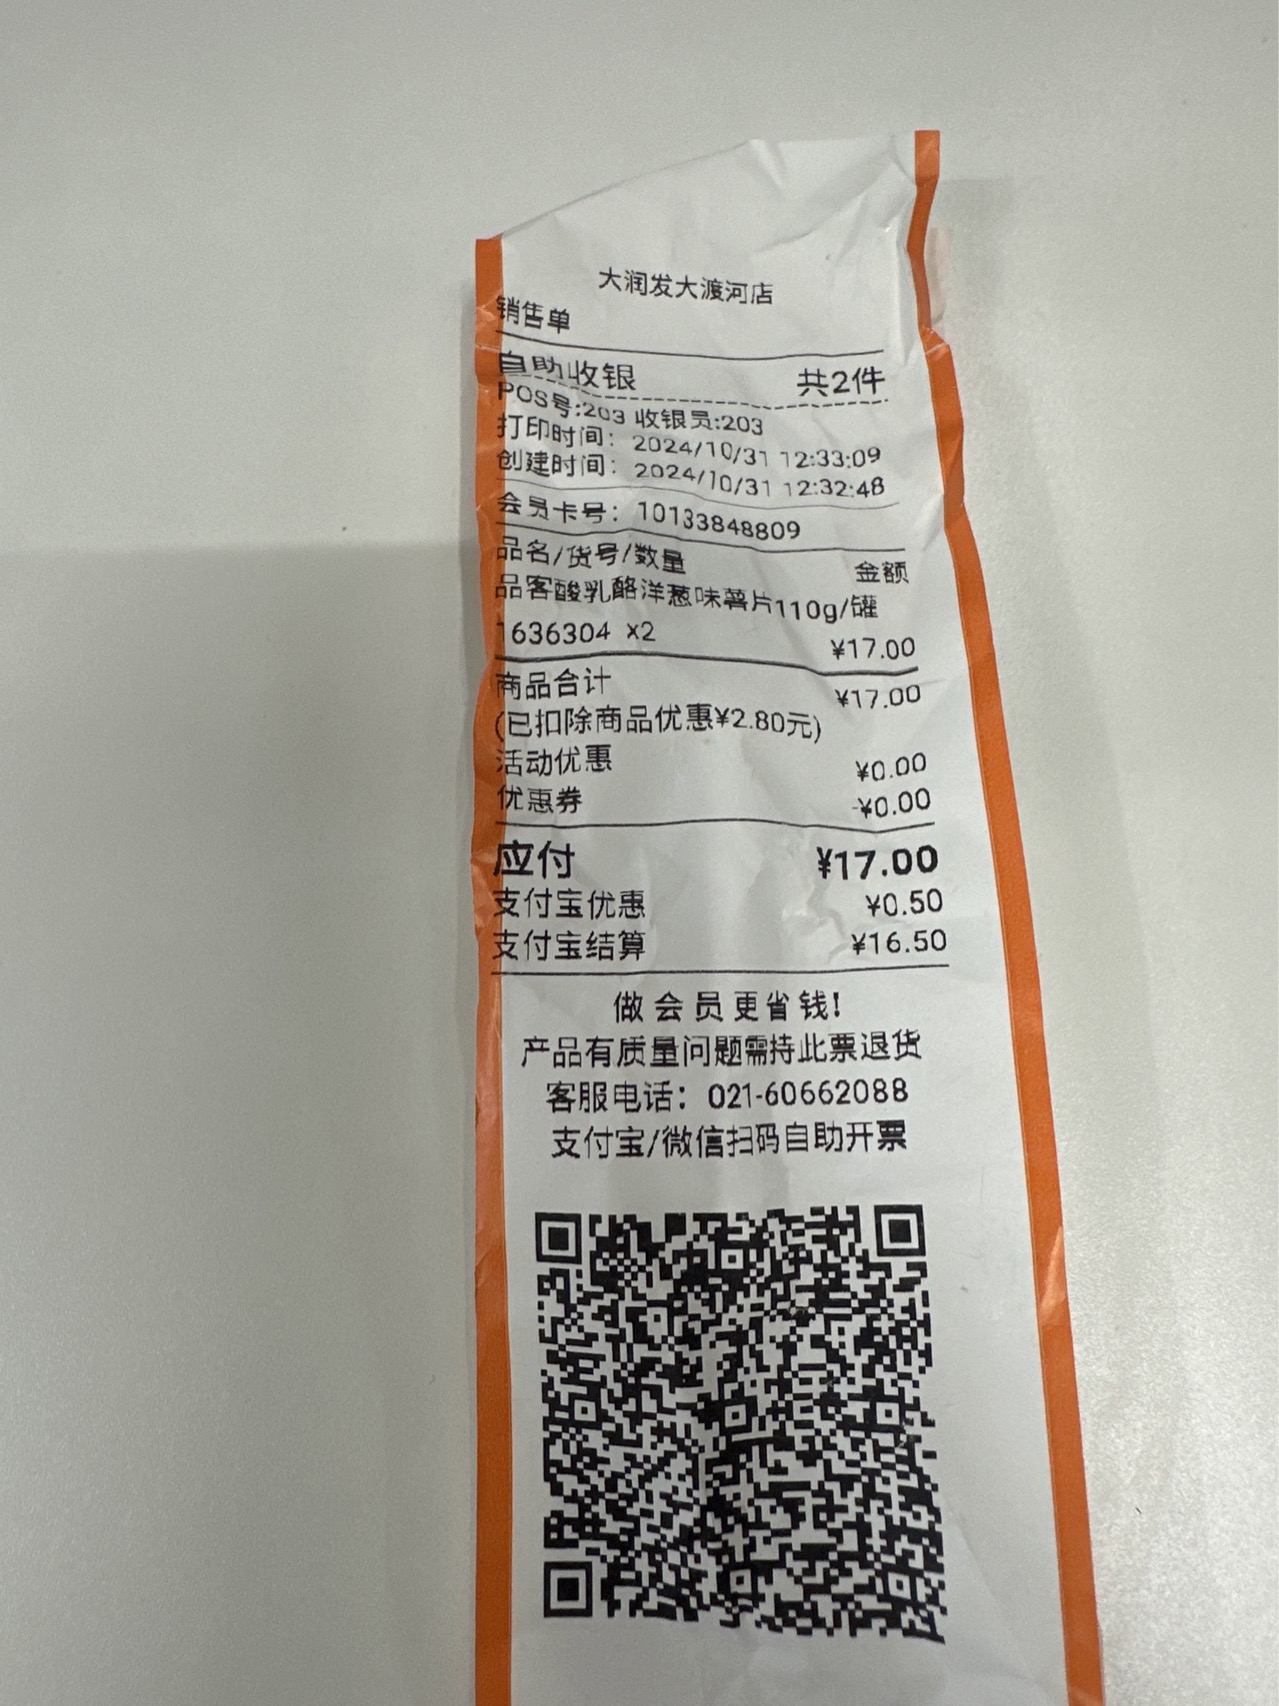 大润发大渡河店
销售单
自助收银 共2件
POS号:203 收银员:203
打印时间：2024/10/31 12:33:09
创建时间：2024/10/31 12:32:48
会员卡号：10133848809
品名/货号/数量 金额
品客酸乳酪洋葱味薯片110g/罐
1636304 x2 ¥17.00
商品合计 ¥17.00
(已扣除商品优惠¥2.80元)
活动优惠 ¥0.00
优惠券 -¥0.00
应付 ¥17.00
支付宝优惠 ¥0.50
支付宝结算 ¥16.50
做会员更省钱!
产品有质量问题需持此票退货
客服电话：021-60662088
支付宝/微信扫码自助开票